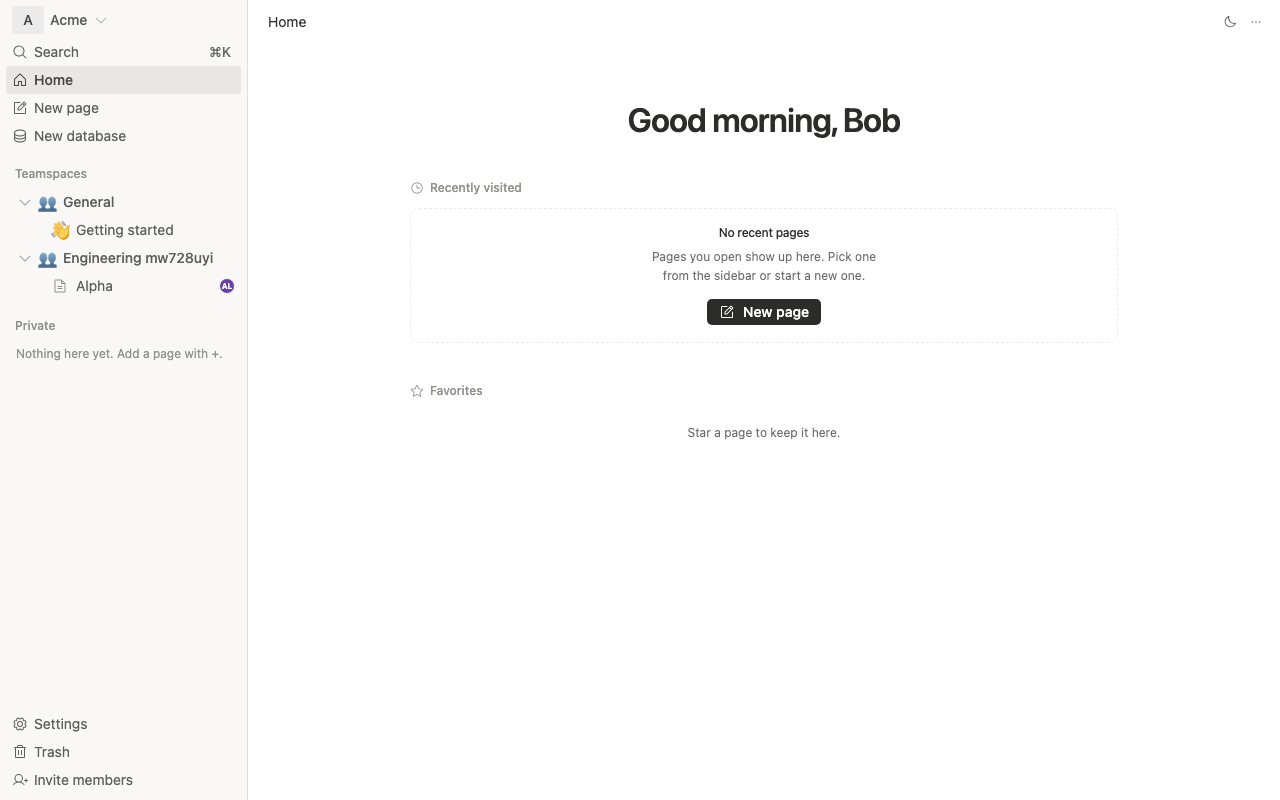 A Acme
Search ⌘K
Home
New page
New database
Teamspaces
General
Getting started
Engineering mw728uyi
Alpha AL
Private
Nothing here yet. Add a page with +.
Settings
Trash
Invite members
Home
Good morning, Bob
Recently visited
No recent pages
Pages you open show up here. Pick one
from the sidebar or start a new one.
New page
Favorites
Star a page to keep it here.